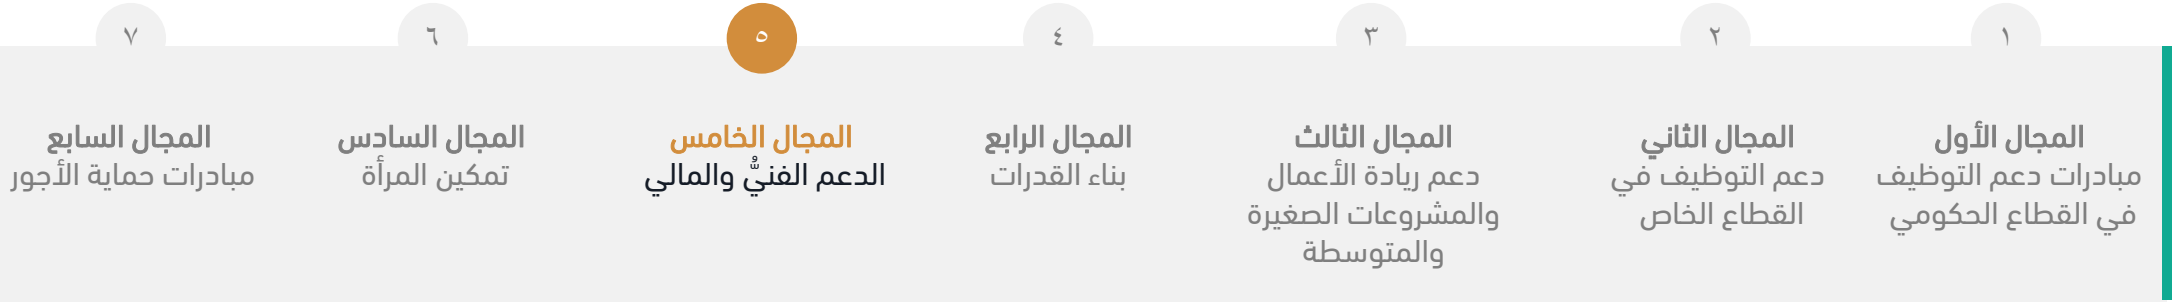 ١
المجال الأول
مبادرات دعم التوظيف
في القطاع الحكومي
٢
المجال الثاني
دعم التوظيف في
القطاع الخاص
٣
المجال الثالث
دعم ريادة الأعمال
والمشروعات الصغيرة
والمتوسطة
٤
المجال الرابع
بناء القدرات
٥
المجال الخامس
الدعم الفنيُّ والمالي
٦
المجال السادس
تمكين المرأة
٧
المجال السابع
مبادرات حماية الأجور